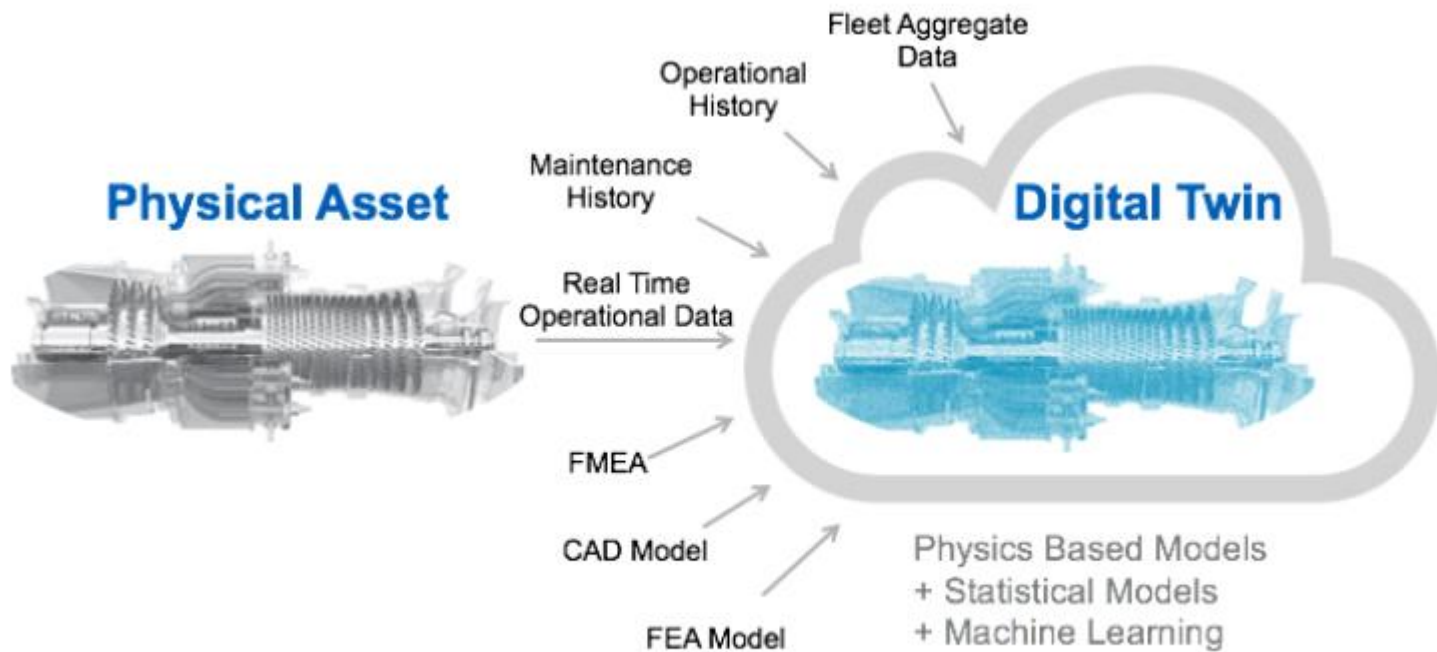 Fleet Aggregate
Data
Operational
History
Maintenance
History
Physical Asset
Digital Twin
Real Time
Operational Data
FMEA
CAD Model
FEA Model
Physics Based Models
+ Statistical Models
+ Machine Learning